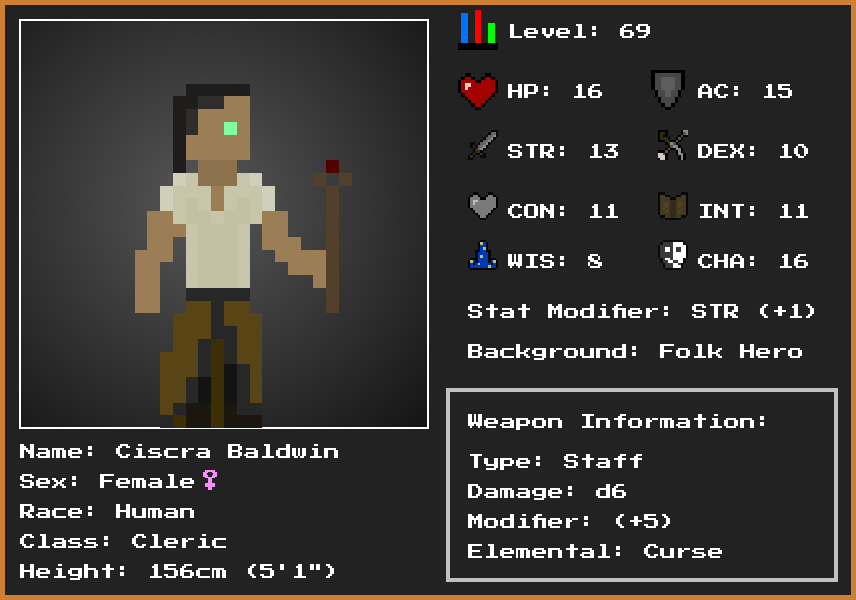 Level: 69
HP: 16 AC: 15
STR: 13 DEX: 10
CON: 11 INT: 11
WIS: 8 CHA: 16
Stat Modifier: STR (+1)
Background: Folk Hero
Weapon Information:
Type: Staff
Damage: d6
Modifier: (+5)
Elemental: Curse
Name: Ciscra Baldwin
Sex: Female♀
Race: Human
Class: Cleric
Height: 156cm (5'1")